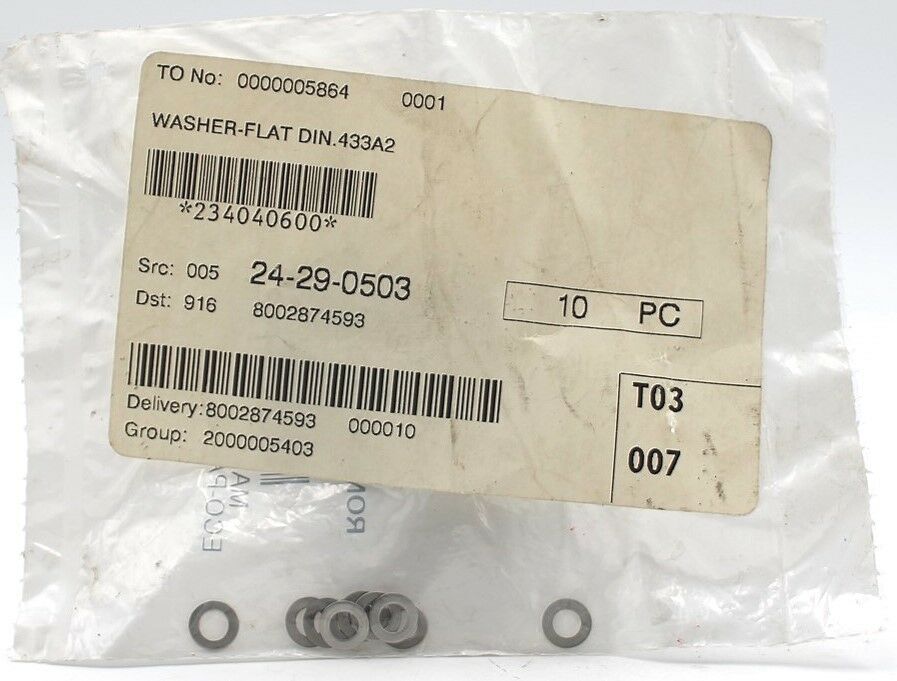 TO No: 0000005864 0001
WASHER-FLAT DIN.433A2
*234040600*
Src: 005 24-29-0503
Dst: 916 8002874593
10 PC
Delivery:8002874593 000010
Group: 2000005403
T03
007